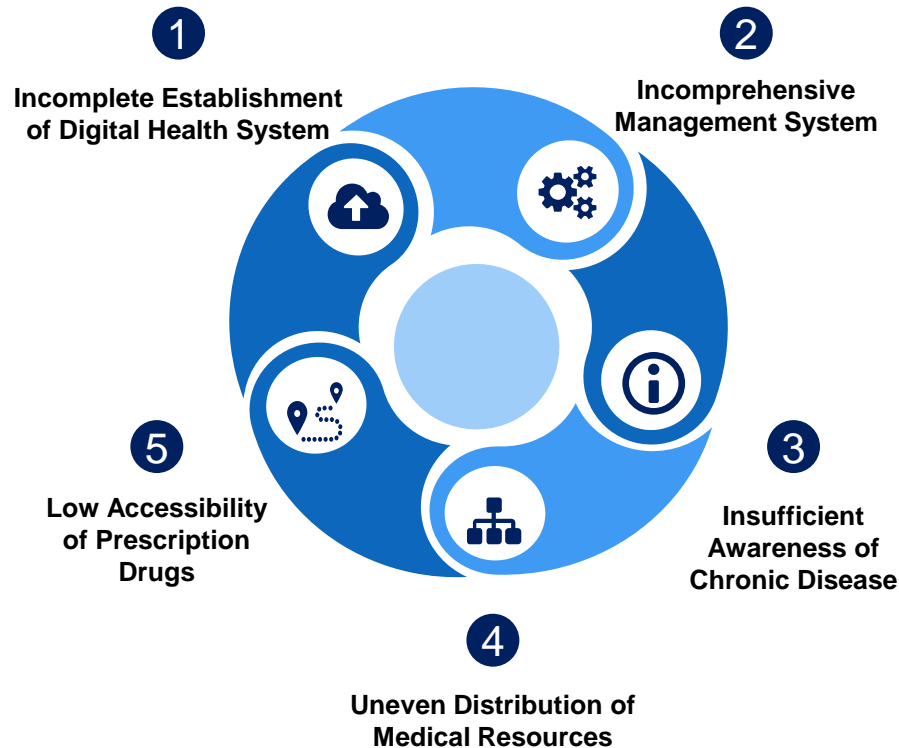 1
Incomplete Establishment
of Digital Health System
2
Incomprehensive
Management System
3
Insufficient
Awareness of
Chronic Disease
4
Uneven Distribution of
Medical Resources
5
Low Accessibility
of Prescription
Drugs